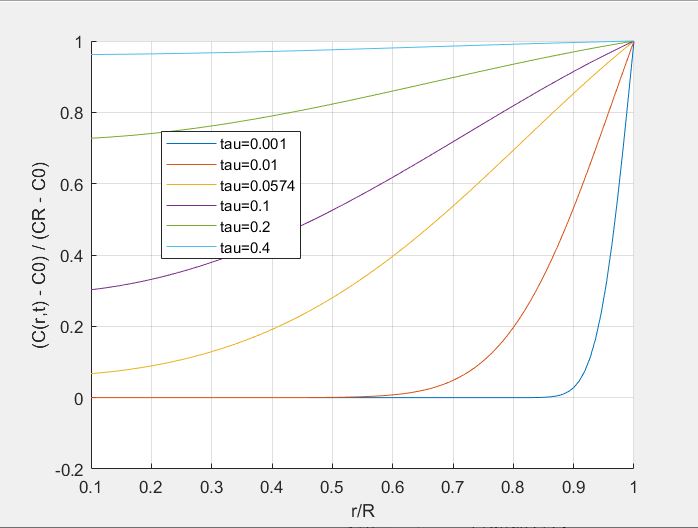 1
0.8
0.6
0.4
0.2
0
-0.2
(C(r,t) - C0) / (CR - C0)
tau=0.001
tau=0.01
tau=0.0574
tau=0.1
tau=0.2
tau=0.4
0.1 0.2 0.3 0.4 0.5 0.6 0.7 0.8 0.9 1
r/R